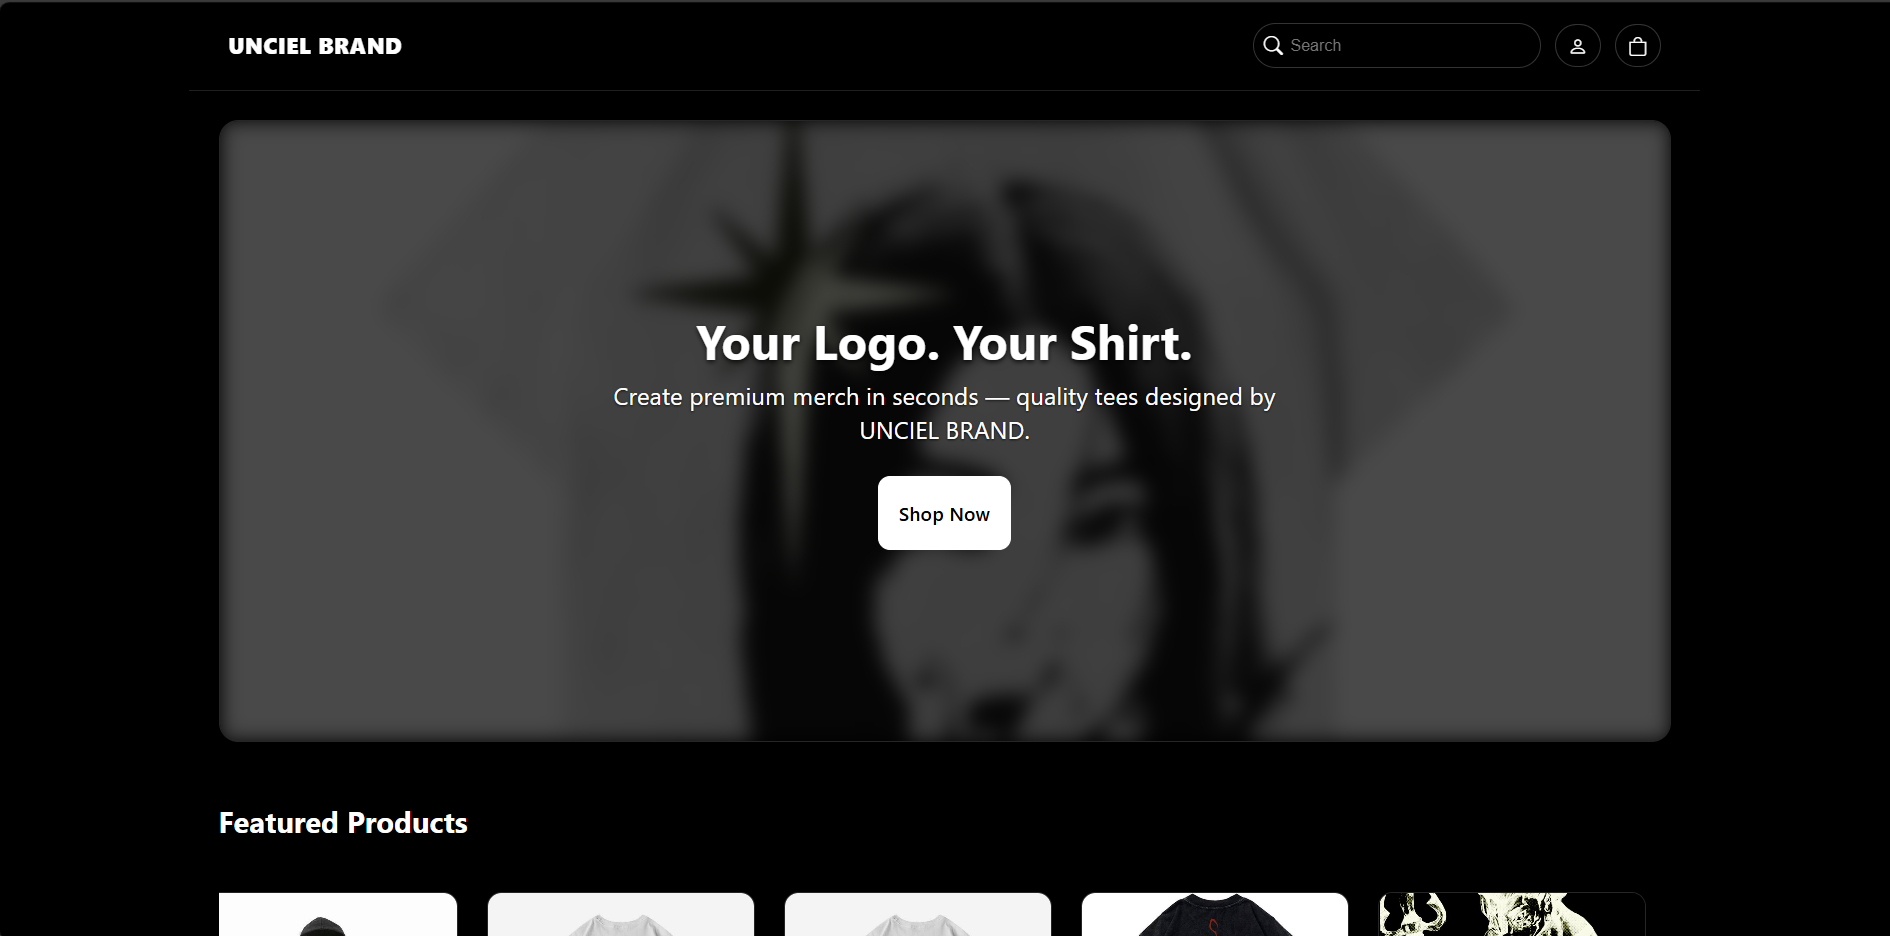 UNCIEL BRAND
Search
Your Logo. Your Shirt.
Create premium merch in seconds — quality tees designed by
UNCIEL BRAND.
Shop Now
Featured Products